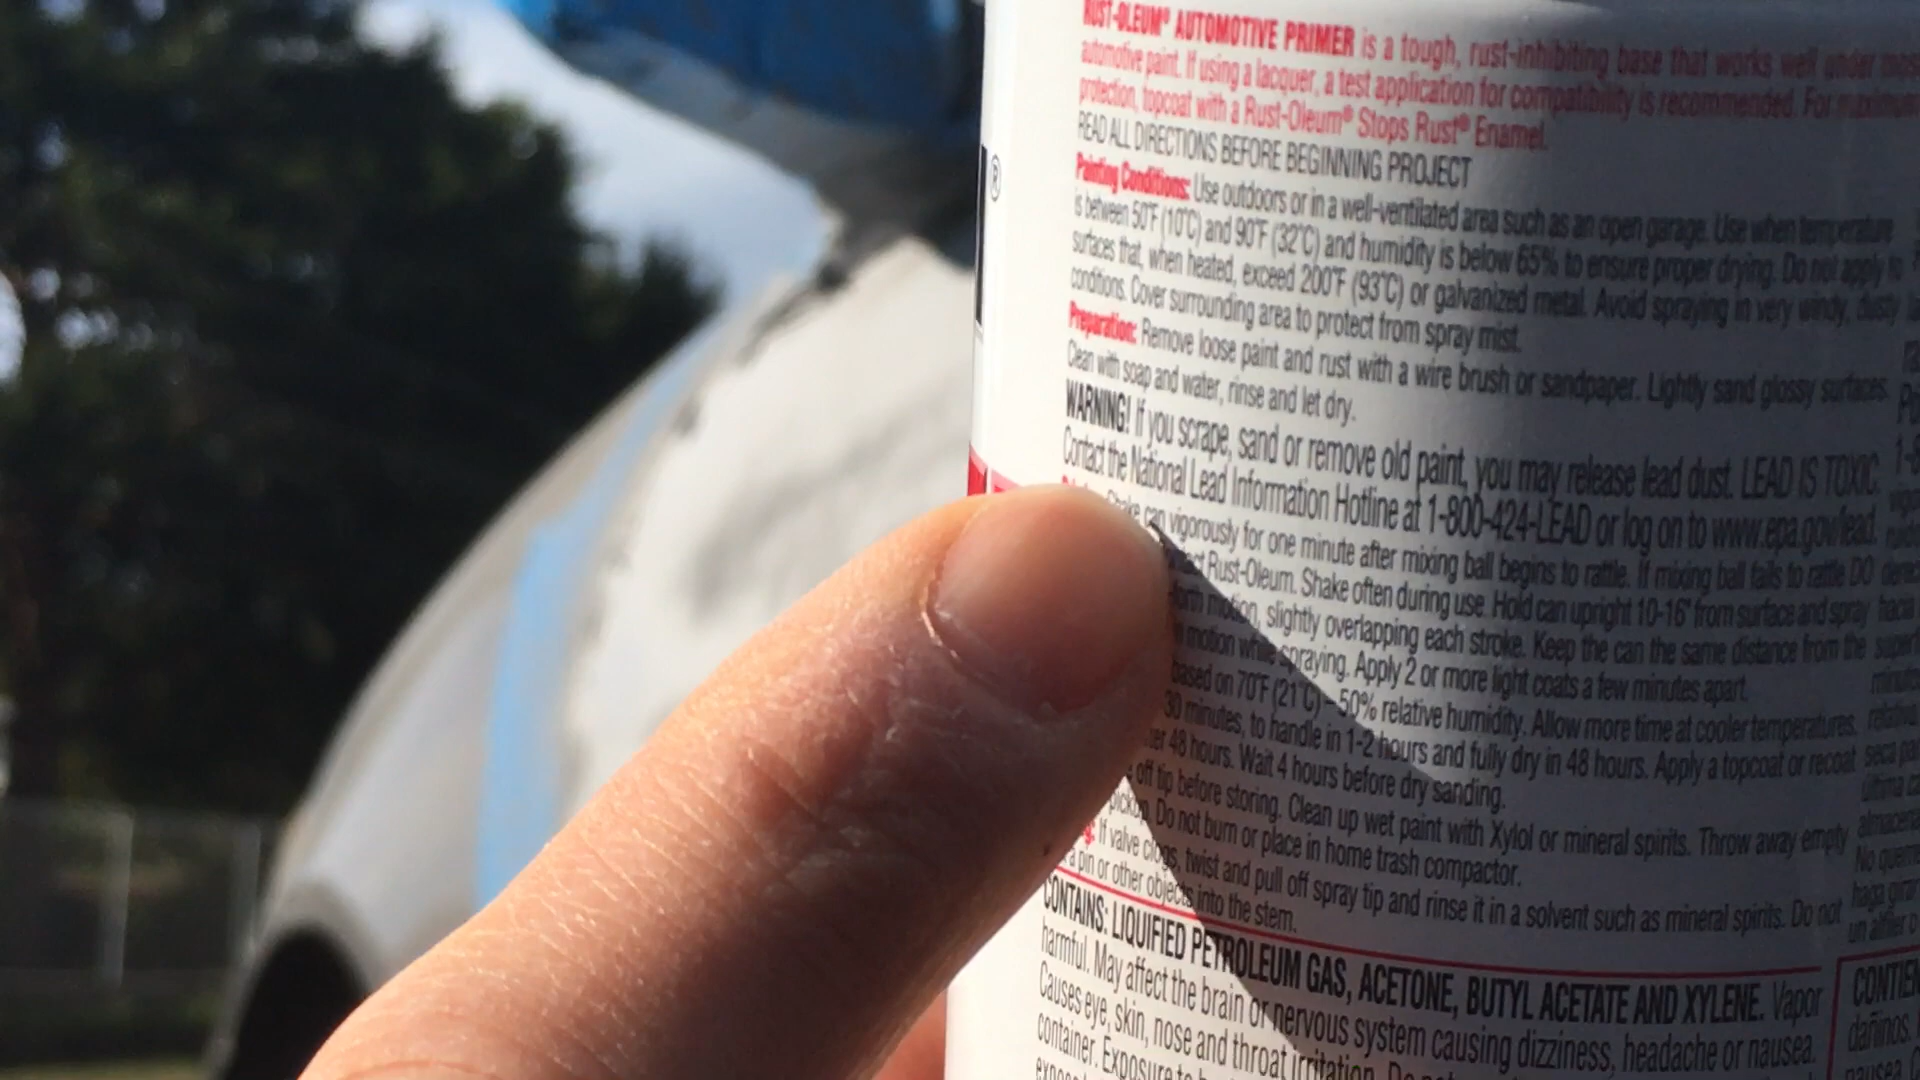 RUST-OLEUM® AUTOMOTIVE PRIMER is a tough, rust-inhibiting base that works well under most
automotive paint. If using a lacquer, a test application for compatibility is recommended. For maximum
protection, topcoat with a Rust-Oleum® Stops Rust® Enamel.
READ ALL DIRECTIONS BEFORE BEGINNING PROJECT
®
Painting Conditions: Use outdoors or in a well-ventilated area such as an open garage. Use when temperature
is between 50°F (10°C) and 90°F (32°C) and humidity is below 65% to ensure proper drying. Do not apply to
surfaces that, when heated, exceed 200°F (93°C) or galvanized metal. Avoid spraying in very windy, dusty
conditions. Cover surrounding area to protect from spray mist.
Preparation: Remove loose paint and rust with a wire brush or sandpaper. Lightly sand glossy surfaces.
Clean with soap and water, rinse and let dry.
WARNING! If you scrape, sand or remove old paint, you may release lead dust. LEAD IS TOXIC.
Contact the National Lead Information Hotline at 1-800-424-LEAD or log on to www.epa.gov/lead.
Shake can vigorously for one minute after mixing ball begins to rattle. If mixing ball fails to rattle DO
Rust-Oleum. Shake often during use. Hold can upright 10-16" from surface and spray
motion, slightly overlapping each stroke. Keep the can the same distance from the
motion while spraying. Apply 2 or more light coats a few minutes apart.
based on 70°F (21°C) – 50% relative humidity. Allow more time at cooler temperatures.
30 minutes, to handle in 1-2 hours and fully dry in 48 hours. Apply a topcoat or recoat
48 hours. Wait 4 hours before dry sanding.
off tip before storing. Clean up wet paint with Xylol or mineral spirits. Throw away empty
pickup. Do not burn or place in home trash compactor.
If valve clogs, twist and pull off spray tip and rinse it in a solvent such as mineral spirits. Do not
a pin or other objects into the stem.
CONTAINS: LIQUIFIED PETROLEUM GAS, ACETONE, BUTYL ACETATE AND XYLENE. Vapor
harmful. May affect the brain or nervous system causing dizziness, headache or nausea.
Causes eye, skin, nose and throat irritation. Do
container. Exposure to